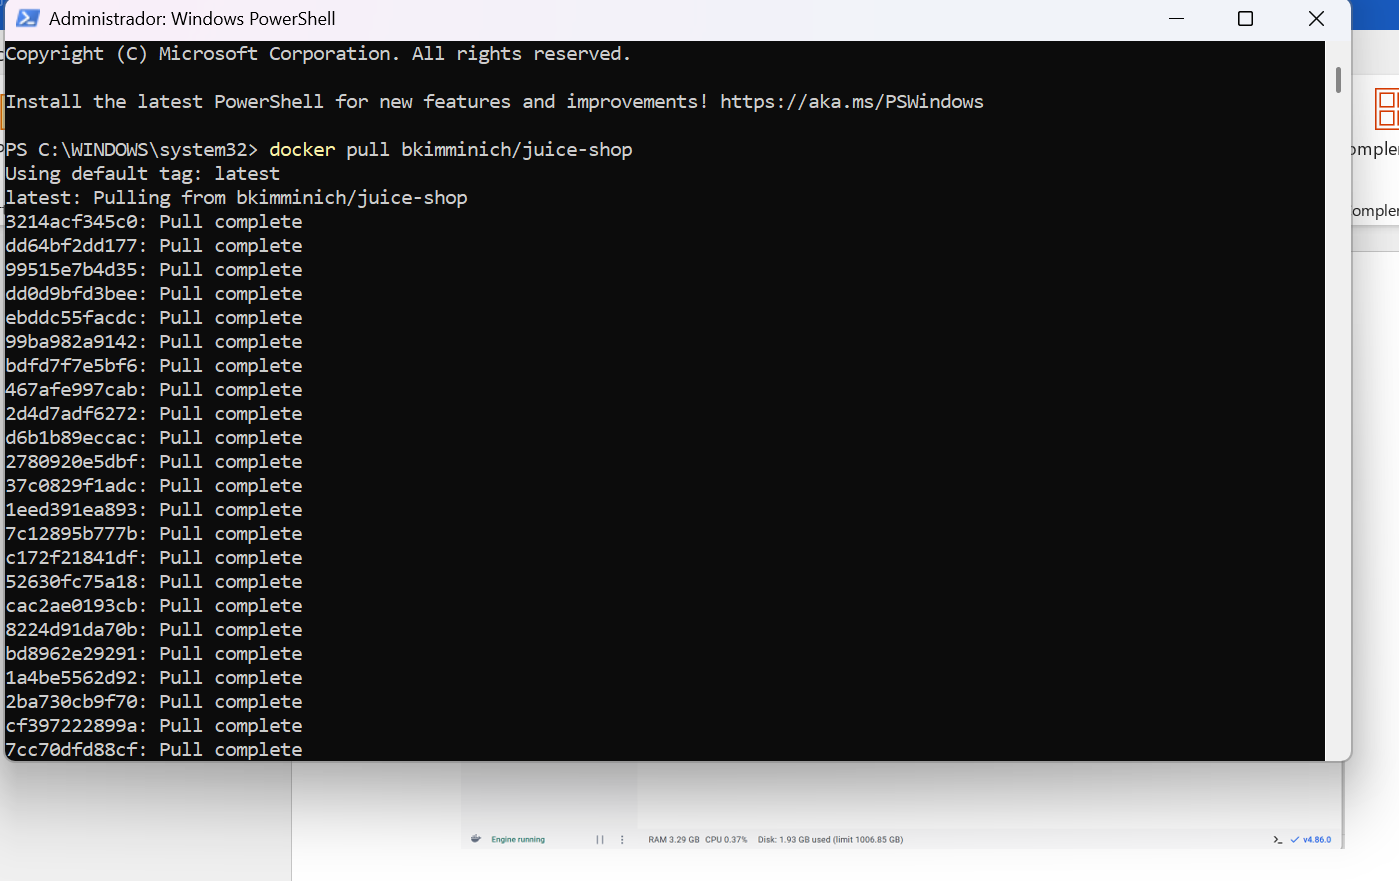 Administrador: Windows PowerShell
Copyright (C) Microsoft Corporation. All rights reserved.
Install the latest PowerShell for new features and improvements! https://aka.ms/PSWindows
PS C:\WINDOWS\system32> docker pull bkimminich/juice-shop
Using default tag: latest
latest: Pulling from bkimminich/juice-shop
3214acf345c0: Pull complete
dd64bf2dd177: Pull complete
99515e7b4d35: Pull complete
dd0d9bfd3bee: Pull complete
ebddc55facdc: Pull complete
99ba982a9142: Pull complete
bdfd7f7e5bf6: Pull complete
467afe997cab: Pull complete
2d4d7adf6272: Pull complete
d6b1b89eccac: Pull complete
2780920e5dbf: Pull complete
37c0829f1adc: Pull complete
1eed391ea893: Pull complete
7c12895b777b: Pull complete
c172f21841df: Pull complete
52630fc75a18: Pull complete
cac2ae0193cb: Pull complete
8224d91da70b: Pull complete
bd8962e29291: Pull complete
1a4be5562d92: Pull complete
2ba730cb9f70: Pull complete
cf397222899a: Pull complete
7cc70dfd88cf: Pull complete
Engine running RAM 3.29 GB CPU 0.37% Disk: 1.93 GB used (limit 1006.85 GB) v4.86.0